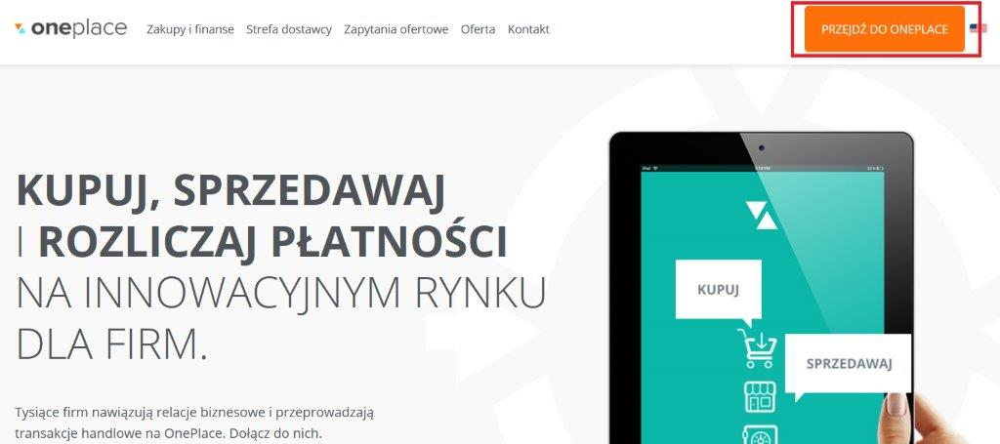 oneplace
Zakupy i finanse Strefa dostawcy Zapytania ofertowe Oferta Kontakt
PRZEJDŹ DO ONEPLACE
KUPUJ, SPRZEDAWAJ
I ROZLICZAJ PŁATNOŚCI
NA INNOWACYJNYM RYNKU
DLA FIRM.
Tysiące firm nawiązują relacje biznesowe i przeprowadzają
transakcje handlowe na OnePlace. Dołącz do nich.
iPad
KUPUJ
SPRZEDAWAJ